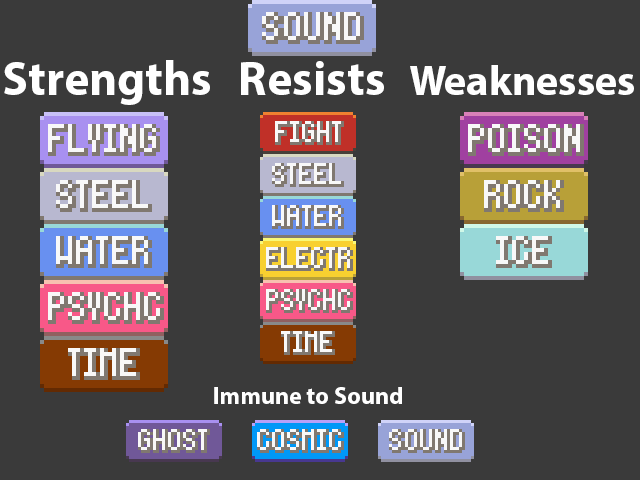 SOUND
Strengths Resists Weaknesses
FLYING FIGHT POISON
STEEL STEEL ROCK
WATER WATER ICE
PSYCHC ELECTR
TIME PSYCHC
TIME
Immune to Sound
GHOST COSMIC SOUND